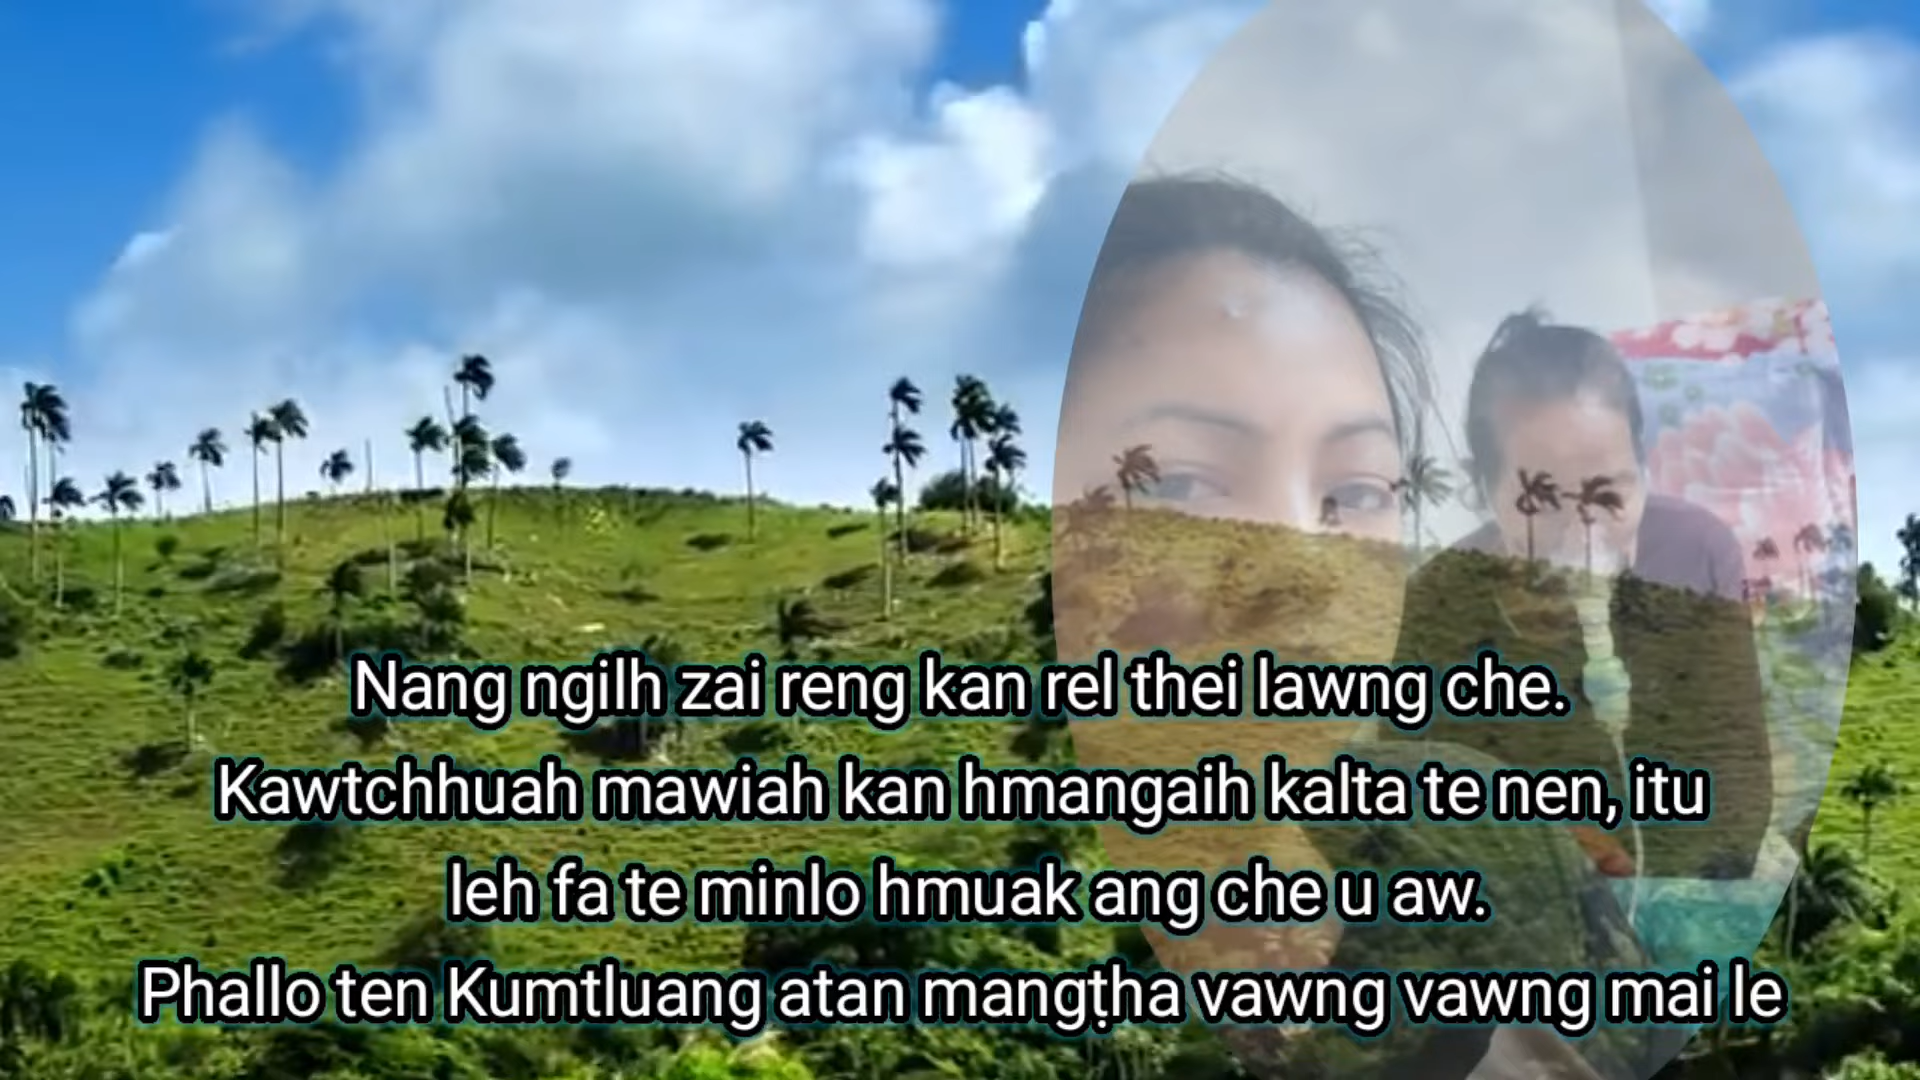 Nang ngilh zai reng kan rel thei lawng che.
Kawtchhuah mawiah kan hmangaih kalta te nen, itu
leh fa te minlo hmuak ang che u aw.
Phallo ten Kumtluang atan mangṭha vawng vawng mai le